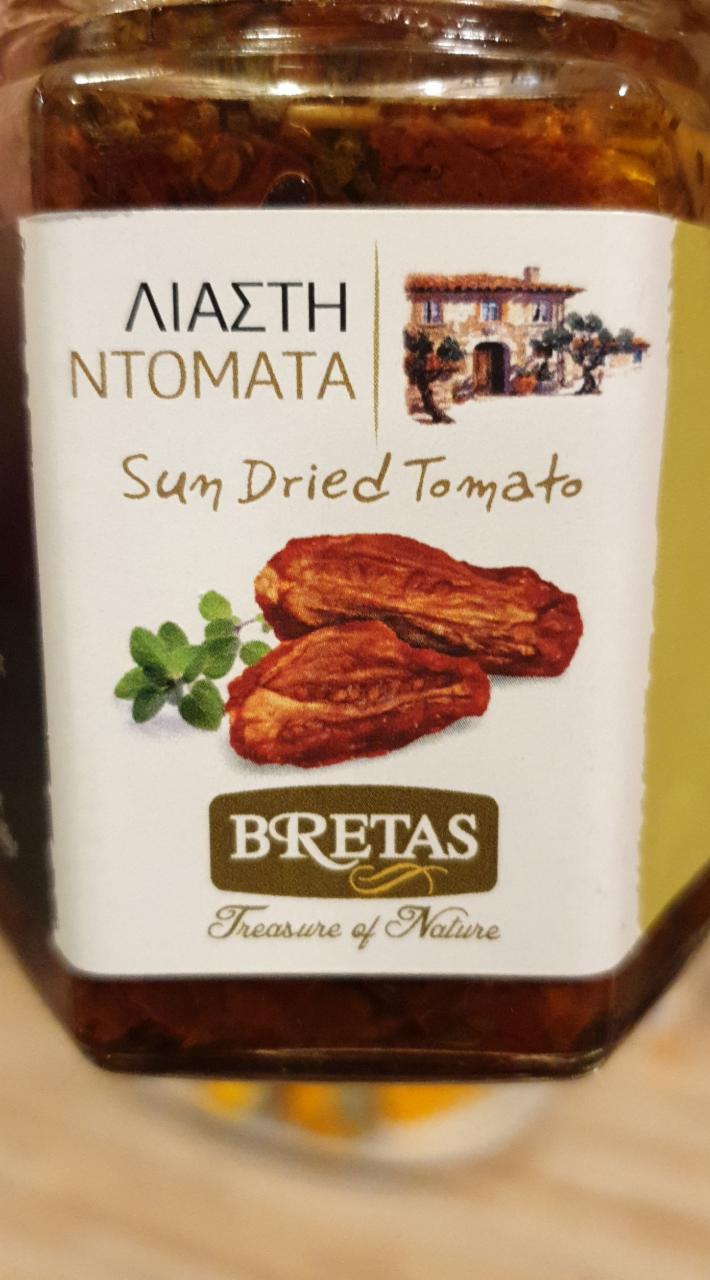 ΛΙΑΣΤΗ
ΝΤΟΜΑΤΑ
Sun Dried Tomato
BRETAS
Treasure of Nature